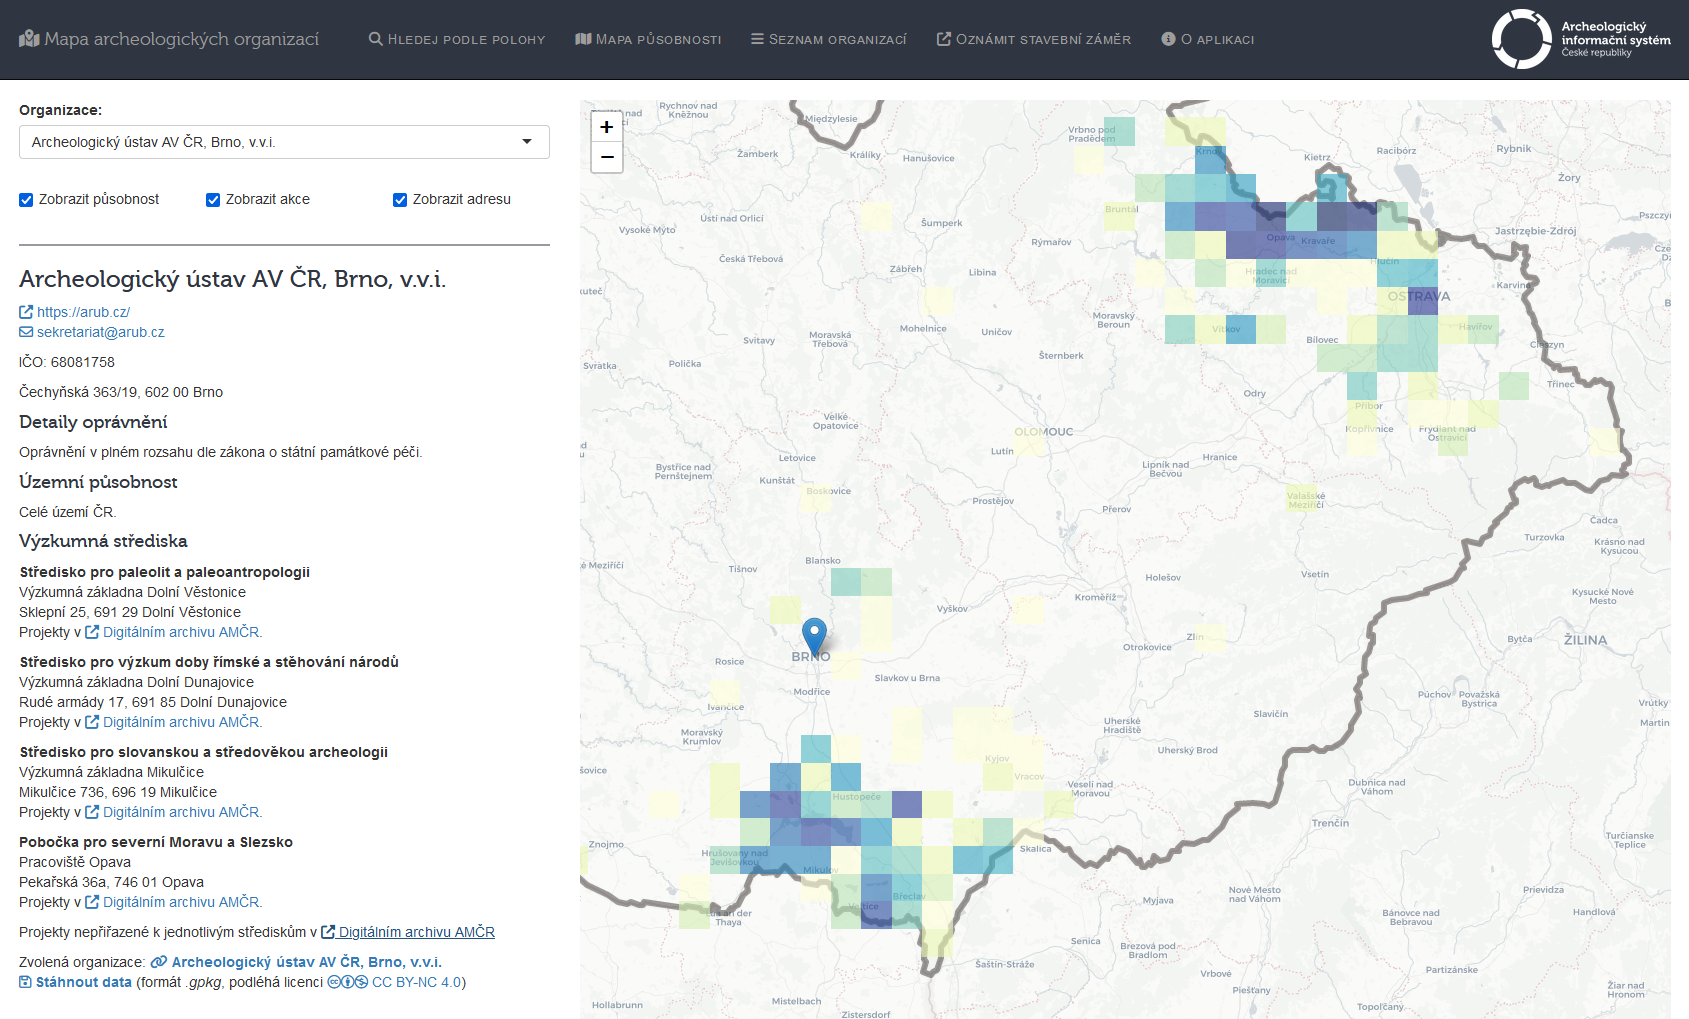 Mapa archeologických organizací
Hledej podle polohy
Mapa působnosti
Seznam organizací
Oznámit stavební záměr
O aplikaci
Archeologický
informační systém
České republiky
Organizace:
Archeologický ústav AV ČR, Brno, v.v.i.
Zobrazit působnost
Zobrazit akce
Zobrazit adresu
Archeologický ústav AV ČR, Brno, v.v.i.
https://arub.cz/
sekretariat@arub.cz
IČO: 68081758
Čechyňská 363/19, 602 00 Brno
Detaily oprávnění
Oprávnění v plném rozsahu dle zákona o státní památkové péči.
Územní působnost
Celé území ČR.
Výzkumná střediska
Středisko pro paleolit a paleoantropologii
Výzkumná základna Dolní Věstonice
Sklepní 25, 691 29 Dolní Věstonice
Projekty v Digitálním archivu AMČR.
Středisko pro výzkum doby římské a stěhování národů
Výzkumná základna Dolní Dunajovice
Rudé armády 17, 691 85 Dolní Dunajovice
Projekty v Digitálním archivu AMČR.
Středisko pro slovanskou a středověkou archeologii
Výzkumná základna Mikulčice
Mikulčice 736, 696 19 Mikulčice
Projekty v Digitálním archivu AMČR.
Pobočka pro severní Moravu a Slezsko
Pracoviště Opava
Pekařská 36a, 746 01 Opava
Projekty v Digitálním archivu AMČR.
Projekty nepřiřazené k jednotlivým střediskům v Digitálním archivu AMČR
Zvolená organizace: Archeologický ústav AV ČR, Brno, v.v.i.
Stáhnout data (formát .gpkg, podléhá licenci CC BY-NC 4.0)
+
−
Rychnov nad
Kněžnou
Międzylesie
Vrbno pod
Pradědem
Krnov
Kietrz
Racibórz
Rybnik
Żory
Žamberk
Králíky
Hanušovice
Ústí nad Orlicí
Vysoké Mýto
Šumperk
Bruntál
Rýmařov
Opava
Kravaře
Hlučín
Jastrzębie-Zdrój
Česká Třebová
Zábřeh
Libina
Hradec nad
Moravicí
Karviná
OSTRAVA
Mohelnice
Uničov
Moravský
Beroun
Vítkov
Havířov
Svitavy
Moravská
Třebová
Bílovec
Cieszyn
Svratka
Polička
Šternberk
Třinec
Odry
Příbor
Kopřivnice
Frýdlant nad
Ostravicí
Velké
Opatovice
OLOMOUC
Lutín
Letovice
Bystřice nad
Pernštejnem
Kunštát
Boskovice
Lipník nad
Bečvou
Hranice
Valašské
Meziříčí
Prostějov
Přerov
Čadca
Turzovka
Krásno nad
Kysucou
Blansko
Tišnov
Holešov
Vsetín
Vyškov
Kroměříž
Kysucké Nové
Mesto
Bytča
ŽILINA
Zlín
Otrokovice
BRNO
Rosice
Slavkov u Brna
Modřice
Ivančice
Púchov
Považská
Bystrica
Vrútky
Martin
Slavičín
Uherské
Hradiště
Uherský Brod
Moravský
Krumlov
Kyjov
Vracov
Veselí nad
Moravou
Dubnica nad
Váhom
Hustopeče
Trenčín
Znojmo
Skalica
Turčianske
Teplice
Hrušovany nad
Jevišovkou
Mikulov
Břeclav
Valtice
Laa an der
Thaya
Myjava
Nové Mesto
nad Váhom
Prievidza
Handlová
Bánovce nad
Bebravou
Senica
Brezová pod
Bradlom
Šaštín-Stráže
Vrbové
Partizánske
Piešťany
Topoľčany
Žiar nad
Hronom
Hollabrunn
Mistelbach
Zistersdorf